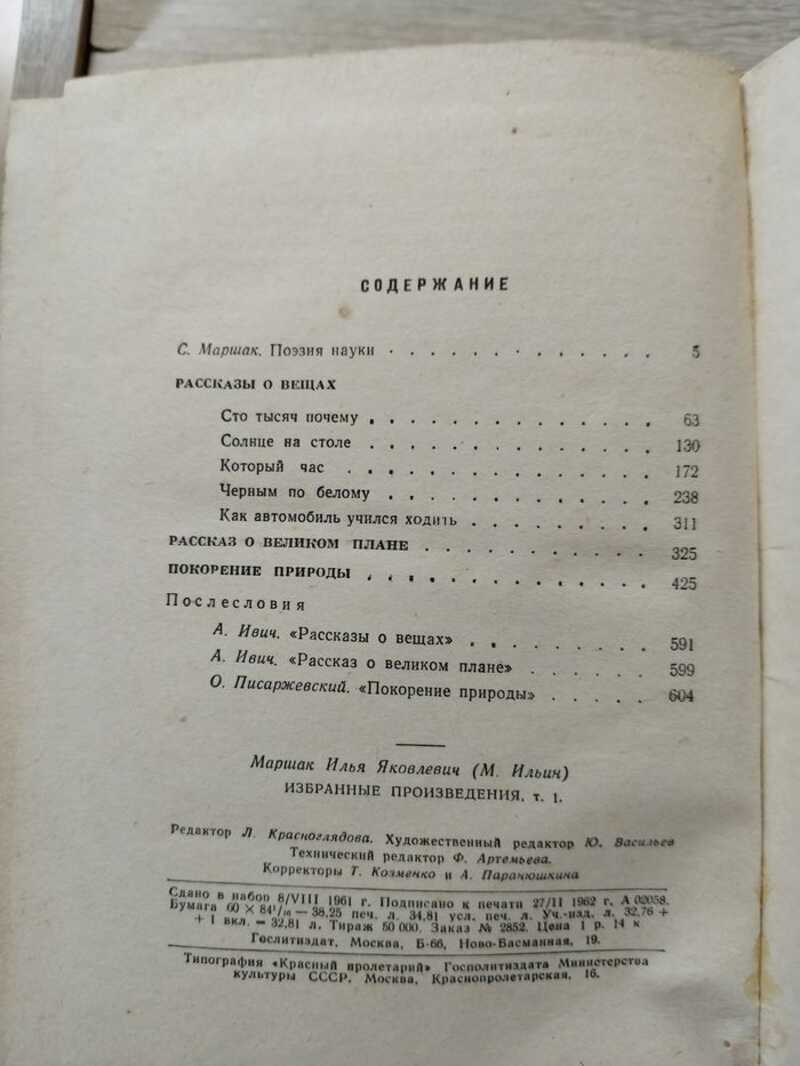 СОДЕРЖАНИЕ
С. Маршак. Поэзия науки . . . . . . . . . . . . . 5
РАССКАЗЫ О ВЕЩАХ
Сто тысяч почему . . . . . . . . . . . . . . 63
Солнце на столе . . . . . . . . . . . . . . 130
Который час . . . . . . . . . . . . . . . 172
Черным по белому . . . . . . . . . . . . . 238
Как автомобиль учился ходить . . . . . . . . . 311
РАССКАЗ О ВЕЛИКОМ ПЛАНЕ . . . . . . . . . . . 325
ПОКОРЕНИЕ ПРИРОДЫ . . . . . . . . . . . . . . 425
Послесловия
А. Ивич. «Рассказы о вещах» . . . . . . . . . 591
А. Ивич. «Рассказ о великом плане» . . . . . . 599
О. Писаржевский. «Покорение природы» . . . . . 604
Маршак Илья Яковлевич (М. Ильин)
ИЗБРАННЫЕ ПРОИЗВЕДЕНИЯ, т. 1.
Редактор Л. Красноглядова. Художественный редактор Ю. Васильев
Технический редактор Ф. Артемьева.
Корректоры Т. Козменко и А. Паранюшкина
Сдано в набор 8/VIII 1961 г. Подписано к печати 27/II 1962 г. А 02058.
Бумага 60 × 84¹/₁₆ — 38,25 печ. л. 34,81 усл. печ. л. Уч.-изд. л. 32,76 +
+ 1 вкл. = 32,81 л. Тираж 50 000. Заказ № 2852. Цена 1 р. 14 к
Гослитиздат, Москва, Б-66, Ново-Басманная, 19.
Типография «Красный пролетарий» Госполитиздата Министерства
культуры СССР, Москва, Краснопролетарская, 16.